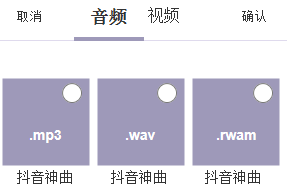 取消 音频 视频 确认
.mp3 .wav .rwam
抖音神曲 抖音神曲 抖音神曲